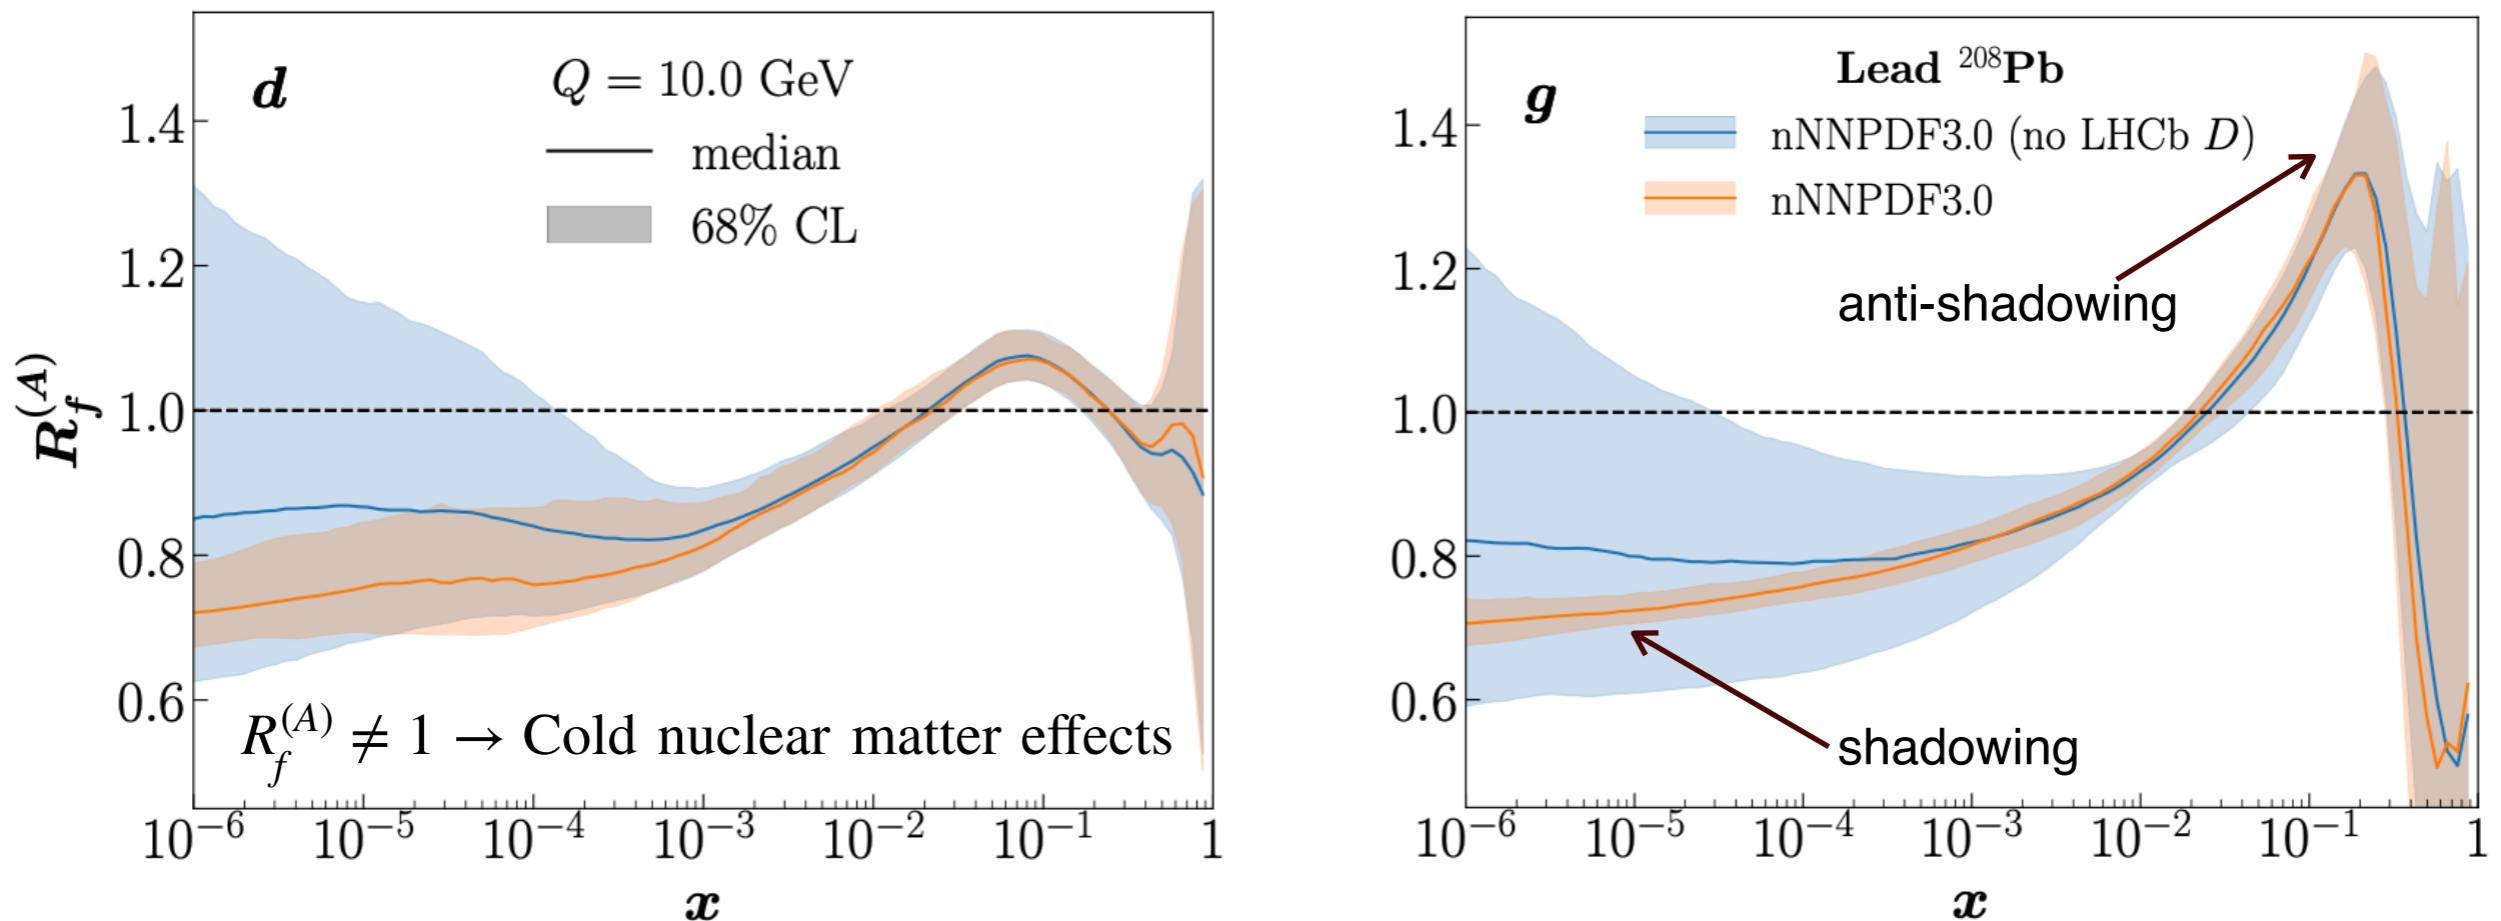 d
Q = 10.0 GeV
median
68% CL
R_f^{(A)}
1.4
1.2
1.0
0.8
0.6
R_f^{(A)} ≠ 1 → Cold nuclear matter effects
10^{-6} 10^{-5} 10^{-4} 10^{-3} 10^{-2} 10^{-1} 1
x
g
Lead ^{208}Pb
nNNPDF3.0 (no LHCb D)
nNNPDF3.0
anti-shadowing
shadowing
1.4
1.2
1.0
0.8
0.6
10^{-6} 10^{-5} 10^{-4} 10^{-3} 10^{-2} 10^{-1} 1
x